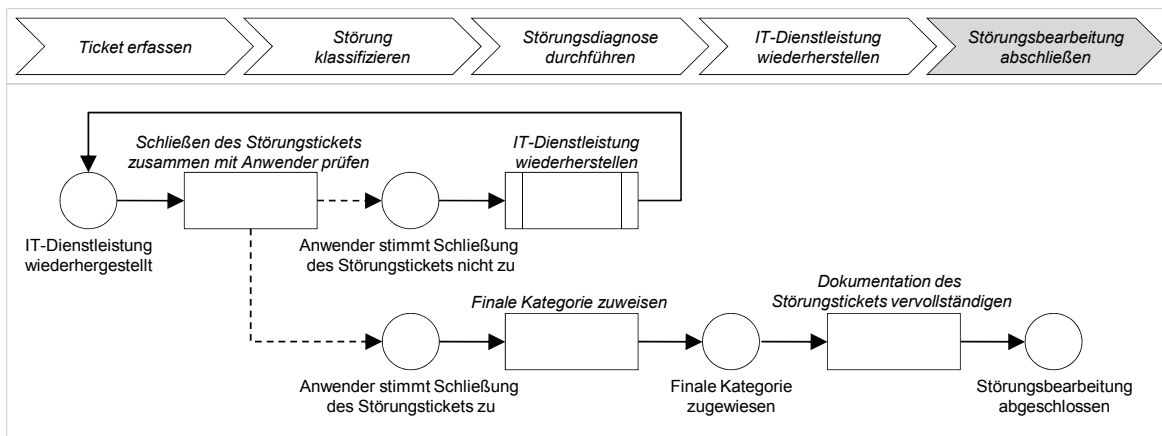 Ticket erfassen
Störung
klassifizieren
Störungsdiagnose
durchführen
IT-Dienstleistung
wiederherstellen
Störungsbearbeitung
abschließen
Schließen des Störungstickets
zusammen mit Anwender prüfen
IT-Dienstleistung
wiederherstellen
IT-Dienstleistung
wiederhergestellt
Anwender stimmt Schließung
des Störungstickets nicht zu
Finale Kategorie zuweisen
Dokumentation des
Störungstickets vervollständigen
Anwender stimmt Schließung
des Störungstickets zu
Finale Kategorie
zugewiesen
Störungsbearbeitung
abgeschlossen